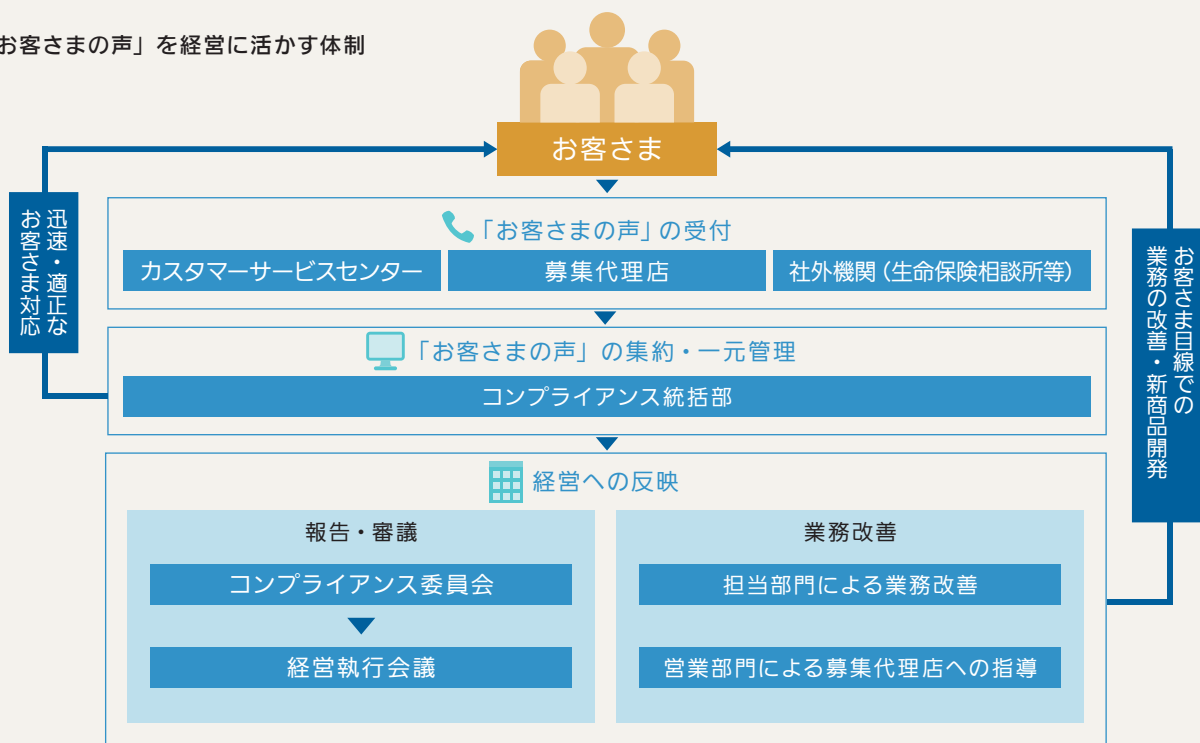 お客さまの声」を経営に活かす体制
お客さま
迅速・適正な
お客さま対応
「お客さまの声」の受付
カスタマーサービスセンター
募集代理店
社外機関（生命保険相談所等）
「お客さまの声」の集約・一元管理
コンプライアンス統括部
お客さま目線での
業務の改善・新商品開発
経営への反映
報告・審議
コンプライアンス委員会
経営執行会議
業務改善
担当部門による業務改善
営業部門による募集代理店への指導